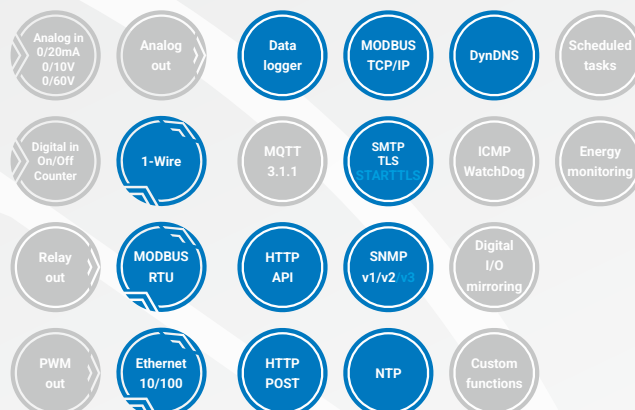 Analog in
0/20mA
0/10V
0/60V
Analog
out
Data
logger
MODBUS
TCP/IP
DynDNS
Scheduled
tasks
Digital in
On/Off
Counter
1-Wire
MQTT
3.1.1
SMTP
TLS
STARTTLS
ICMP
WatchDog
Energy
monitoring
Relay
out
MODBUS
RTU
HTTP
API
SNMP
v1/v2/v3
Digital
I/O
mirroring
PWM
out
Ethernet
10/100
HTTP
POST
NTP
Custom
functions